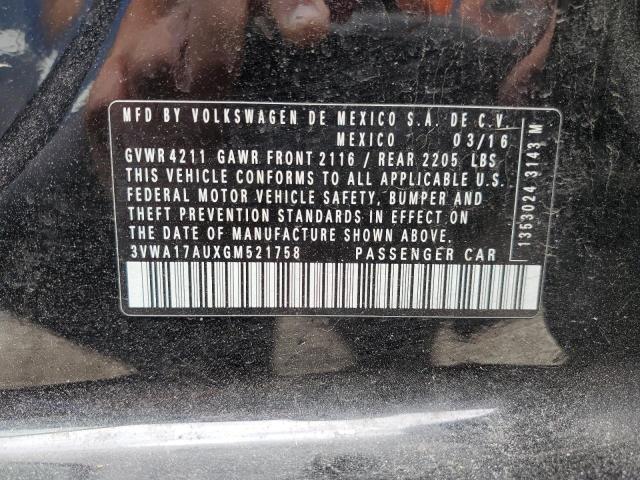 MFD BY VOLKSWAGEN DE MEXICO S.A. DE C.V.
MEXICO 03/16
GVWR 4211 GAWR FRONT 2116 / REAR 2205 LBS
THIS VEHICLE CONFORMS TO ALL APPLICABLE U.S.
FEDERAL MOTOR VEHICLE SAFETY, BUMPER AND
THEFT PREVENTION STANDARDS IN EFFECT ON
THE DATE OF MANUFACTURE SHOWN ABOVE.
3VWA17AUXGM521758 PASSENGER CAR
1353024 3143 M